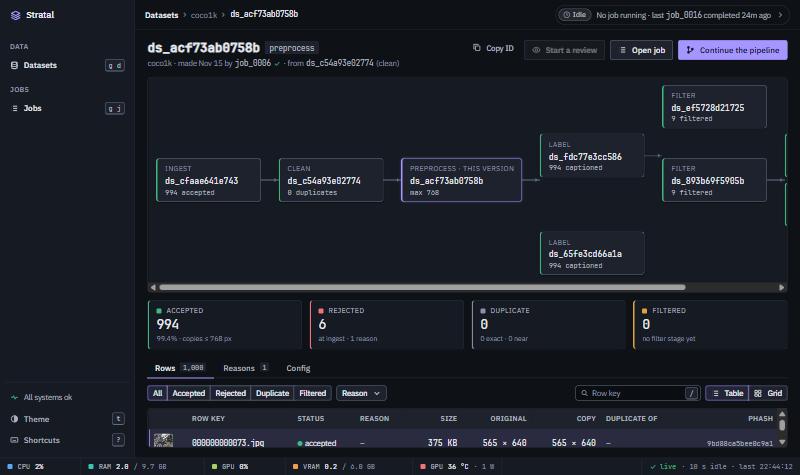 Stratal
Datasets › coco1k › ds_acf73ab0758b
Idle No job running · last job_0016 completed 24m ago
DATA
Datasets g d
JOBS
Jobs g j
ds_acf73ab0758b preprocess
coco1k · made Nov 15 by job_0006 ✓ · from ds_c54a93e02774 (clean)
Copy ID
Start a review
Open job
Continue the pipeline
FILTER
ds_ef5728d21725
9 filtered
LABEL
ds_fdc77e3cc586
994 captioned
INGEST
ds_cfaae641e743
994 accepted
CLEAN
ds_c54a93e02774
0 duplicates
PREPROCESS · THIS VERSION
ds_acf73ab0758b
max 768
FILTER
ds_893b69f5905b
9 filtered
LABEL
ds_65fe3cd66a1a
994 captioned
ACCEPTED
994
99.4% · copies ≤ 768 px
REJECTED
6
at ingest · 1 reason
DUPLICATE
0
0 exact · 0 near
FILTERED
0
no filter stage yet
Rows 1,000 Reasons 1 Config
All Accepted Rejected Duplicate Filtered Reason
Row key /
Table Grid
ROW KEY STATUS REASON SIZE ORIGINAL COPY DUPLICATE OF PHASH
000000000073.jpg accepted – 375 KB 565 × 640 565 × 640 – 9bd88ca5bee0c9a1
All systems ok
Theme t
Shortcuts ?
CPU 2% RAM 2.0 / 9.7 GB GPU 0% VRAM 0.2 / 6.0 GB GPU 36 °C · 1 W
✓ live · 10 s idle · last 22:44:12